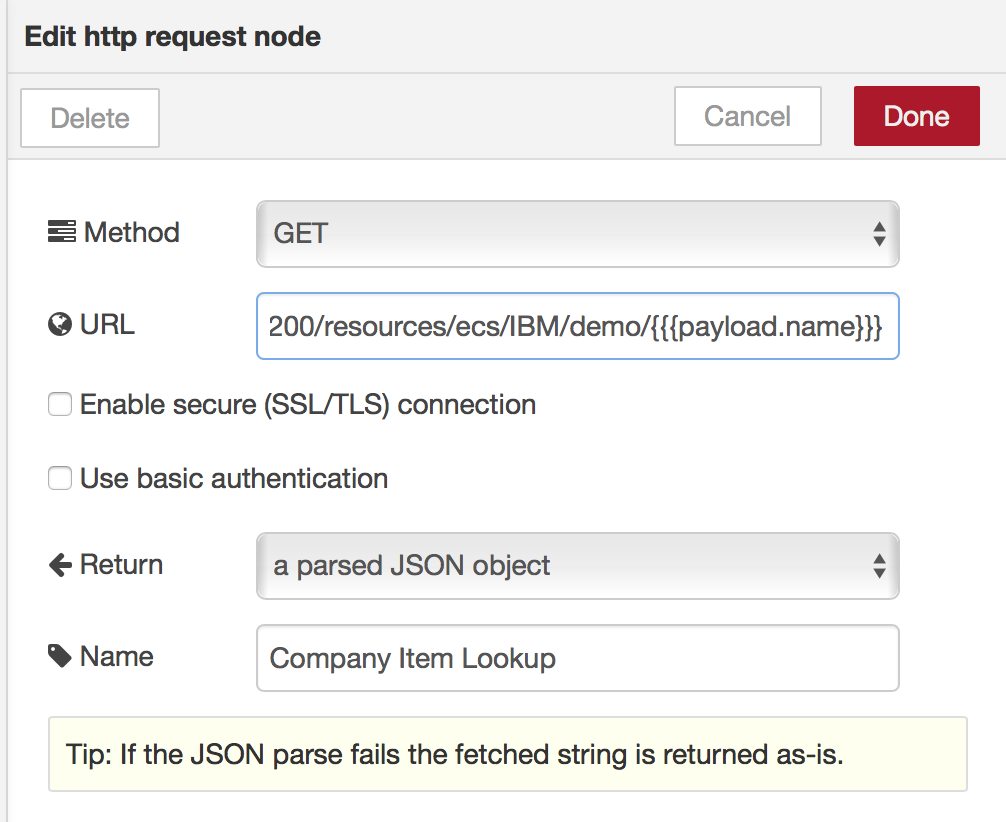 Edit http request node
Delete
Cancel
Done
Method
GET
URL
200/resources/ecs/IBM/demo/{{{payload.name}}}
Enable secure (SSL/TLS) connection
Use basic authentication
Return
a parsed JSON object
Name
Company Item Lookup
Tip: If the JSON parse fails the fetched string is returned as-is.